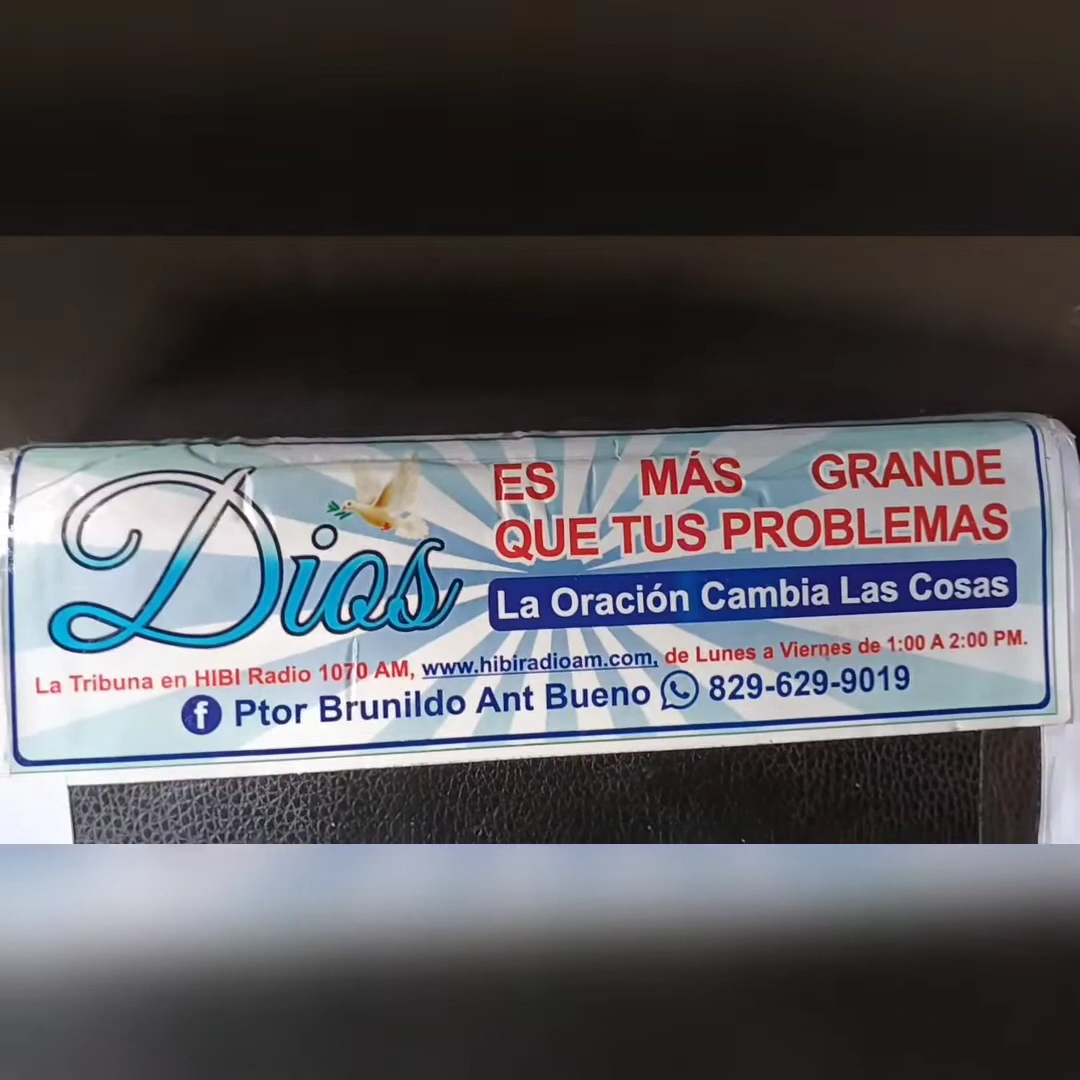 Dios
ES MÁS GRANDE
QUE TUS PROBLEMAS
La Oración Cambia Las Cosas
La Tribuna en HIBI Radio 1070 AM, www.hibiradioam.com, de Lunes a Viernes de 1:00 A 2:00 PM.
f Ptor Brunildo Ant Bueno 829-629-9019